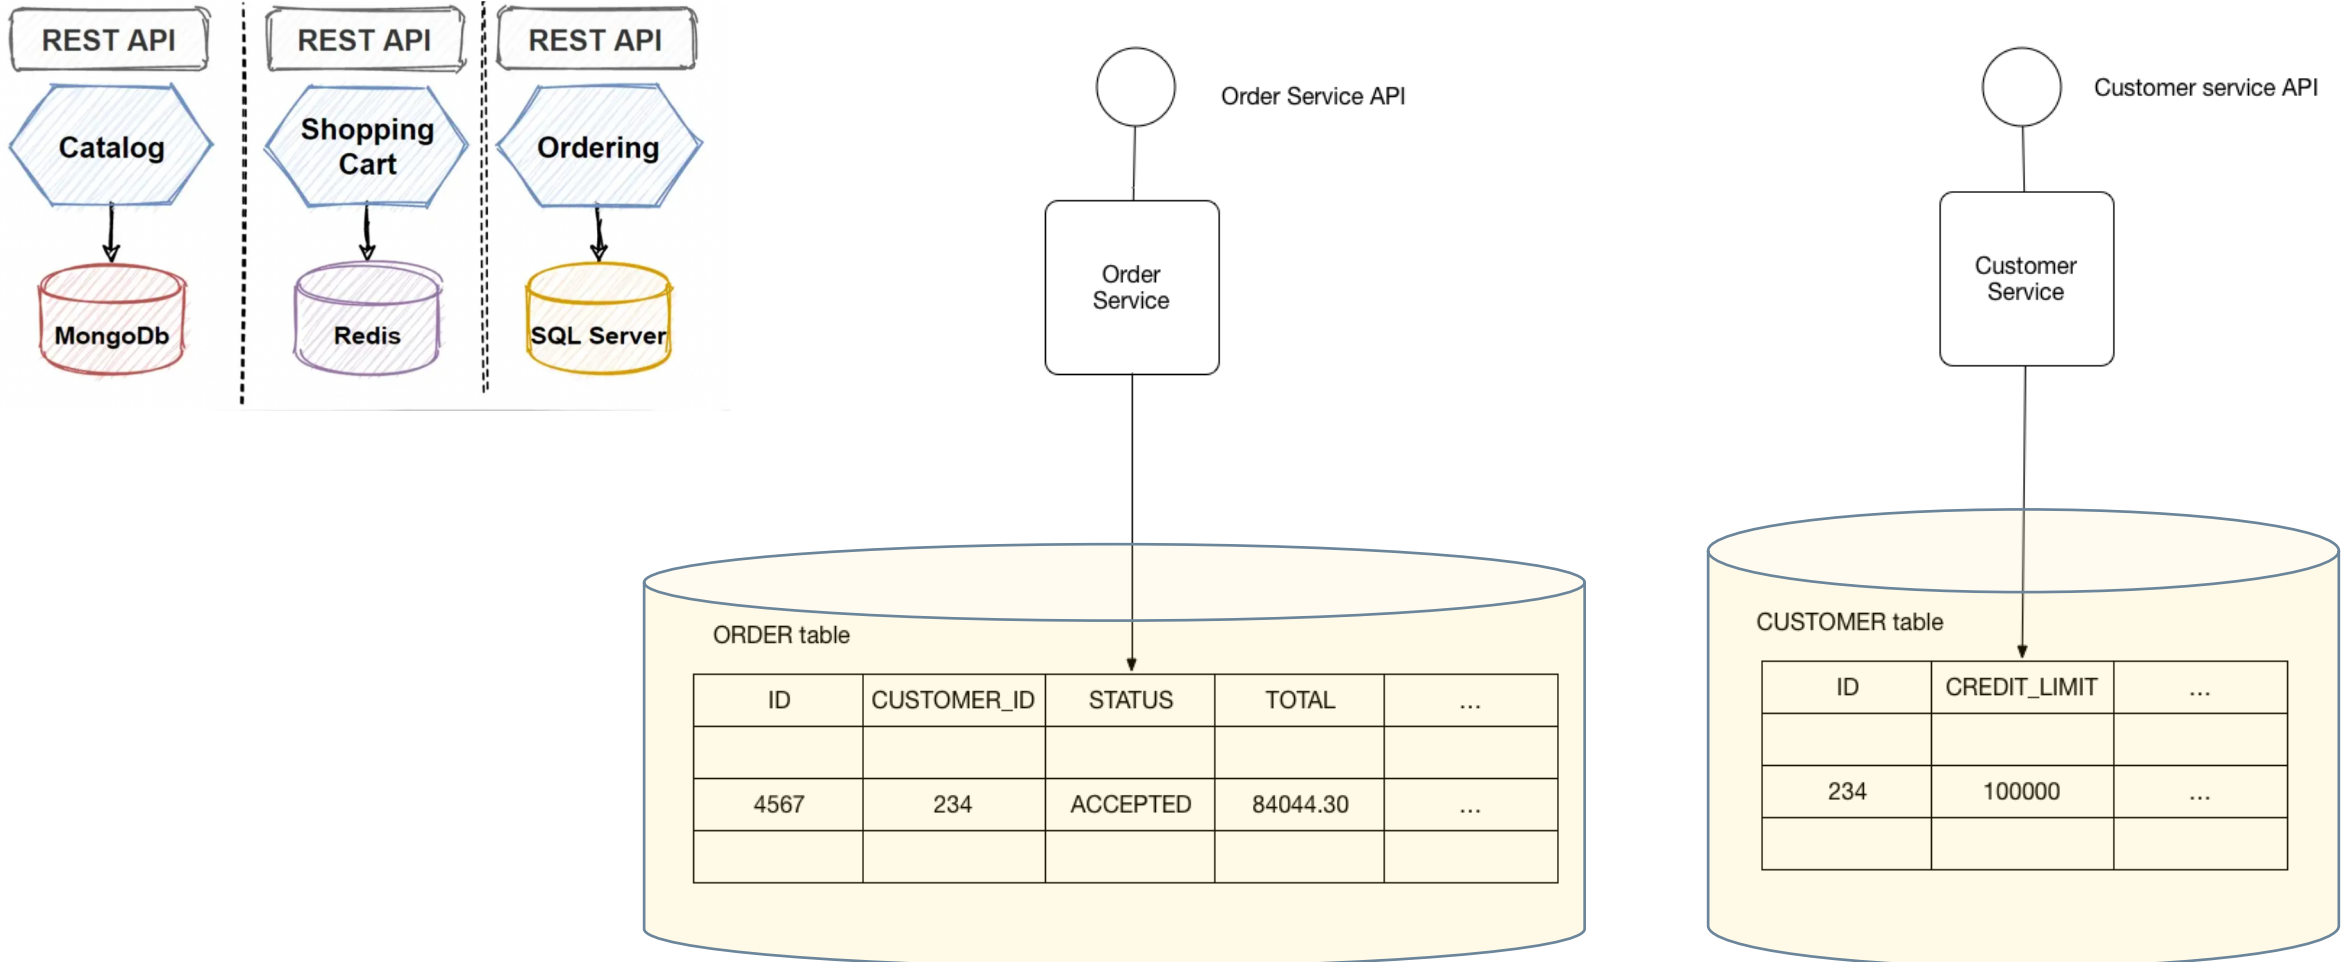 REST API
REST API
REST API
Catalog
Shopping
Cart
Ordering
MongoDb
Redis
SQL Server
Order Service API
Order
Service
ORDER table
ID CUSTOMER_ID STATUS TOTAL ...
4567 234 ACCEPTED 84044.30 ...
Customer service API
Customer
Service
CUSTOMER table
ID CREDIT_LIMIT ...
234 100000 ...